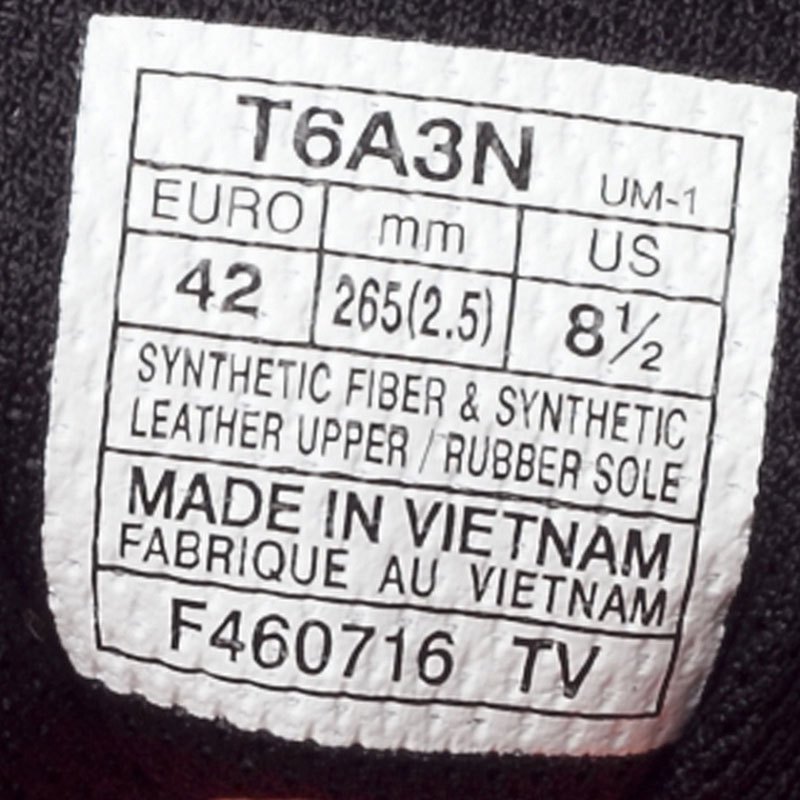 T6A3N UM-1
EURO mm US
42 265(2.5) 8½
SYNTHETIC FIBER & SYNTHETIC
LEATHER UPPER / RUBBER SOLE
MADE IN VIETNAM
FABRIQUE AU VIETNAM
F460716 TV